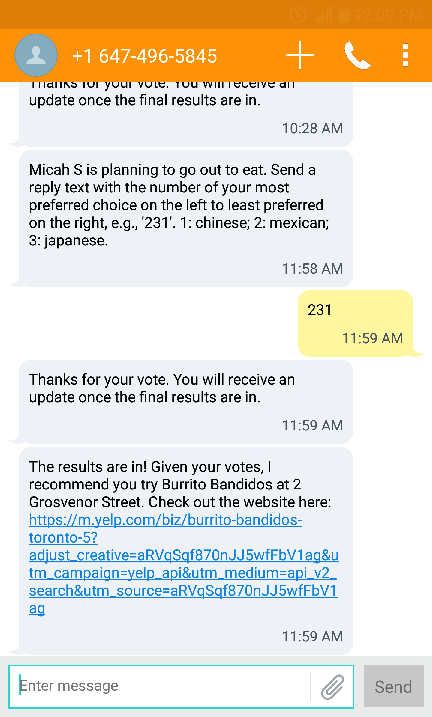 12:09 PM
+1 647-496-5845
Thanks for your vote. You will receive an
update once the final results are in.
10:28 AM
Micah S is planning to go out to eat. Send a
reply text with the number of your most
preferred choice on the left to least preferred
on the right, e.g., '231'. 1: chinese; 2: mexican;
3: japanese.
11:58 AM
231
11:59 AM
Thanks for your vote. You will receive an
update once the final results are in.
11:59 AM
The results are in! Given your votes, I
recommend you try Burrito Bandidos at 2
Grosvenor Street. Check out the website here:
https://m.yelp.com/biz/burrito-bandidos-
toronto-5?
adjust_creative=aRVqSqf870nJJ5wfFbV1ag&u
tm_campaign=yelp_api&utm_medium=api_v2_
search&utm_source=aRVqSqf870nJJ5wfFbV1
ag
11:59 AM
Enter message
Send